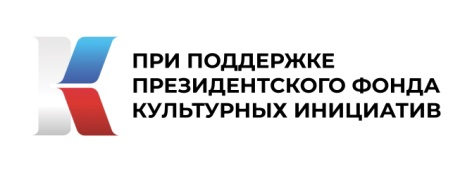 ПРИ ПОДДЕРЖКЕ
ПРЕЗИДЕНТСКОГО ФОНДА
КУЛЬТУРНЫХ ИНИЦИАТИВ